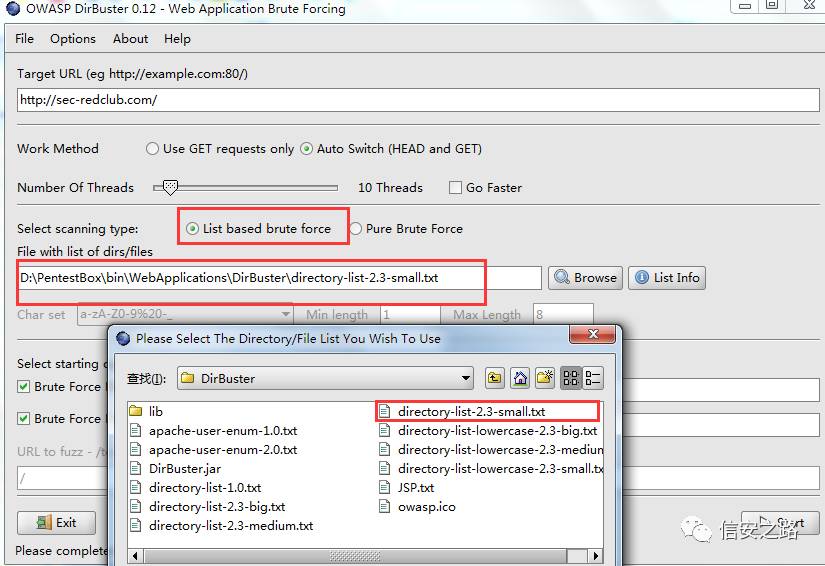 OWASP DirBuster 0.12 - Web Application Brute Forcing
File Options About Help
Target URL (eg http://example.com:80/)
http://sec-redclub.com/
Work Method Use GET requests only Auto Switch (HEAD and GET)
Number Of Threads 10 Threads Go Faster
Select scanning type: List based brute force Pure Brute Force
File with list of dirs/files
D:\PentestBox\bin\WebApplications\DirBuster\directory-list-2.3-small.txt Browse List Info
Char set a-zA-Z0-9%20-_ Min length 1 Max Length 8
Please Select The Directory/File List You Wish To Use
Select starting
查找(I): DirBuster
Brute Force
lib directory-list-2.3-small.txt
apache-user-enum-1.0.txt directory-list-lowercase-2.3-big.txt
Brute Force
apache-user-enum-2.0.txt directory-list-lowercase-2.3-medium
URL to fuzz - /
DirBuster.jar directory-list-lowercase-2.3-small.tx
/
directory-list-1.0.txt JSP.txt
directory-list-2.3-big.txt owasp.ico
directory-list-2.3-medium.txt
Exit
信安之路
Please complete